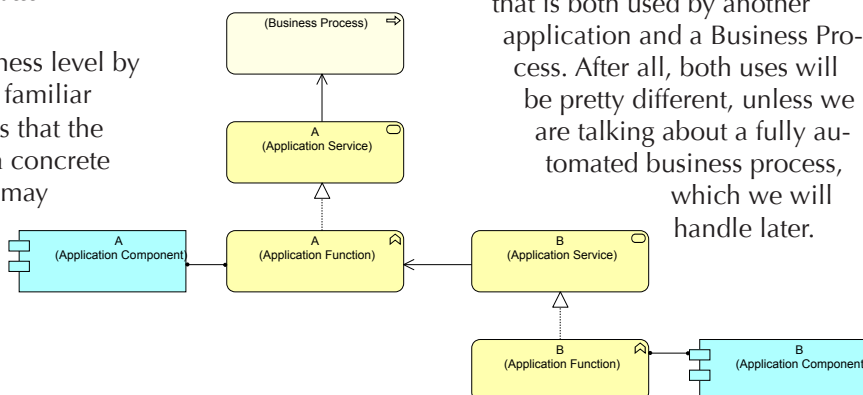 ness level by
familiar
s that the
concrete
may
that is both used by another
application and a Business Pro-
cess. After all, both uses will
be pretty different, unless we
are talking about a fully au-
tomated business process,
which we will
handle later.
(Business Process)
A
(Application Service)
A
(Application Component)
A
(Application Function)
B
(Application Service)
B
(Application Function)
B
(Application Component